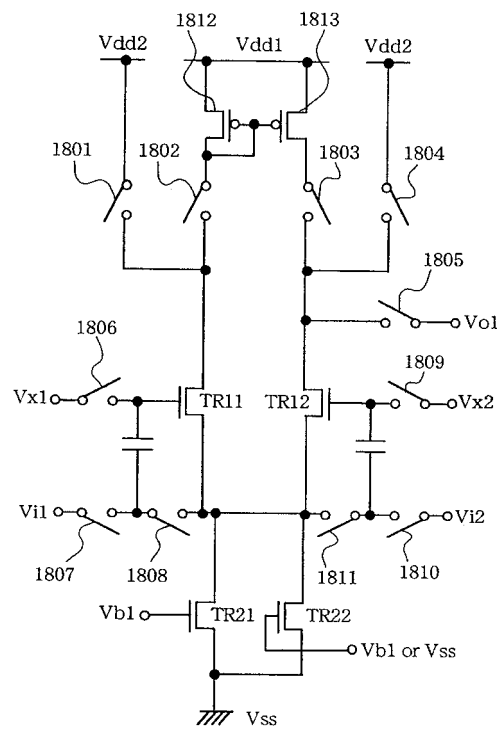 1812
1813
Vdd2
Vdd1
Vdd2
1801
1802
1803
1804
1805
Vo1
1806
1809
Vx1
TR11
TR12
Vx2
Vi1
Vi2
1807
1808
1811
1810
Vb1
TR21
TR22
Vb1 or Vss
Vss